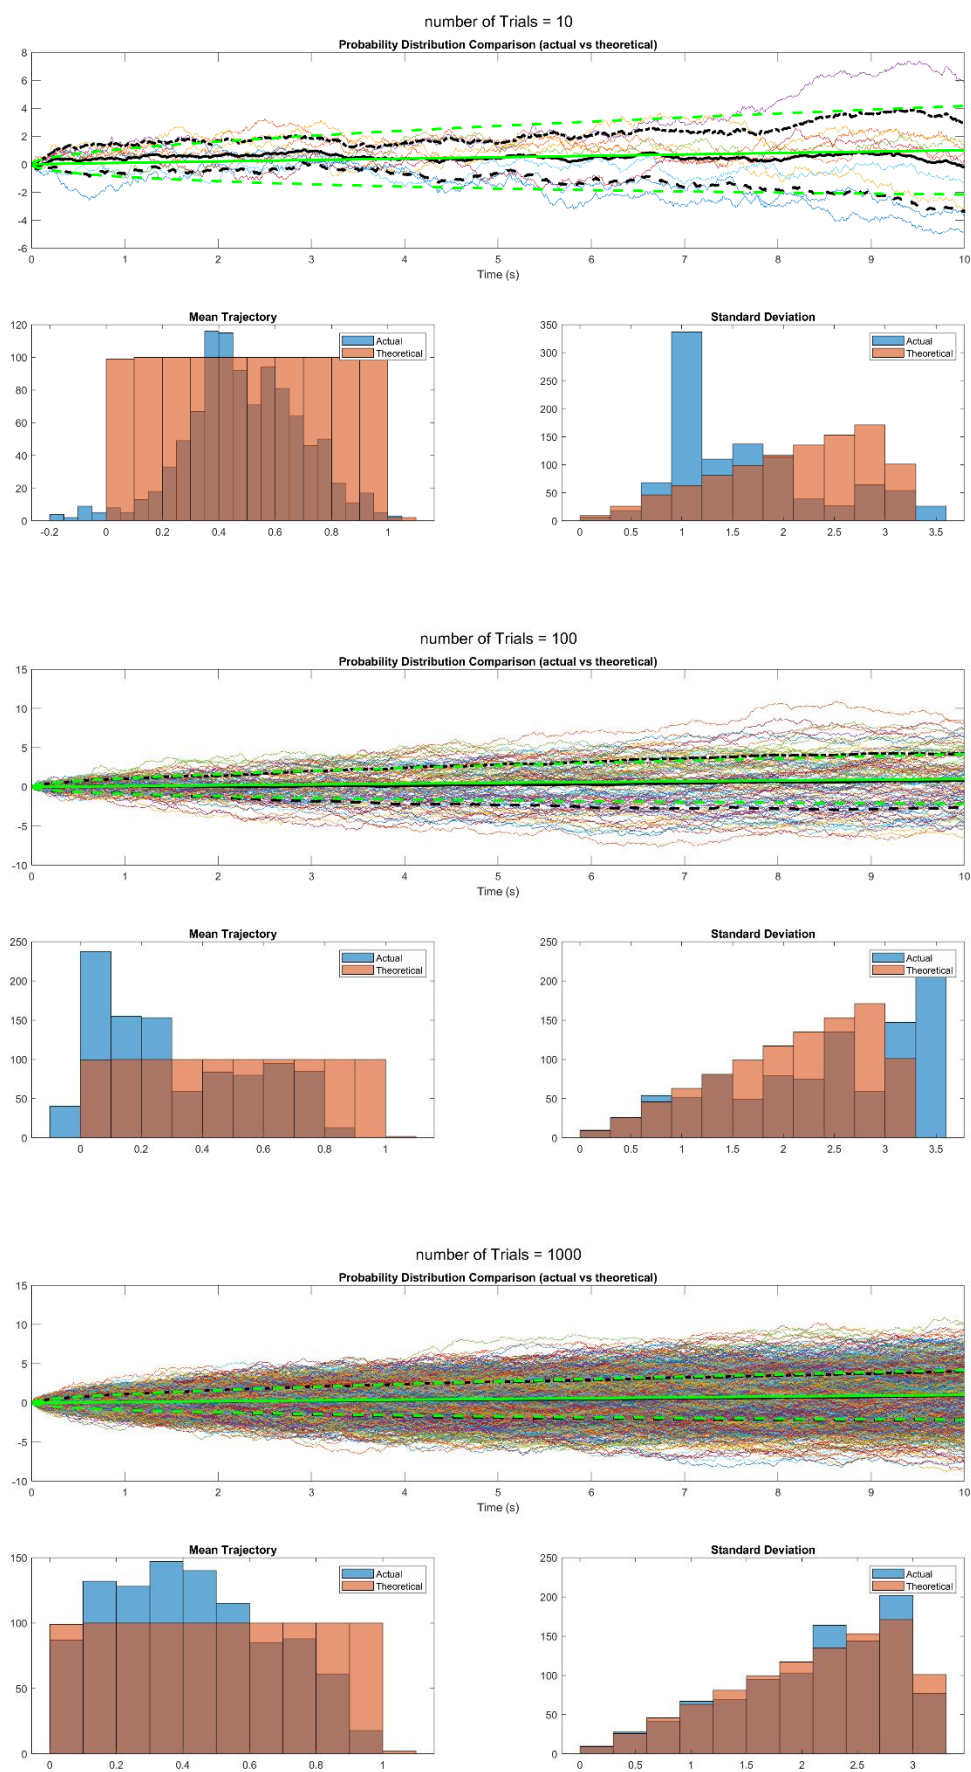 number of Trials = 10
Probability Distribution Comparison (actual vs theoretical)
8
6
4
2
0
-2
-4
-6
0 1 2 3 4 5 6 7 8 9 10
Time (s)
Mean Trajectory
120
100
80
60
40
20
0
-0.2 0 0.2 0.4 0.6 0.8 1
Actual
Theoretical
Standard Deviation
350
300
250
200
150
100
50
0
0 0.5 1 1.5 2 2.5 3 3.5
Actual
Theoretical
number of Trials = 100
Probability Distribution Comparison (actual vs theoretical)
15
10
5
0
-5
-10
0 1 2 3 4 5 6 7 8 9 10
Time (s)
Mean Trajectory
250
200
150
100
50
0
0 0.2 0.4 0.6 0.8 1
Actual
Theoretical
Standard Deviation
250
200
150
100
50
0
0 0.5 1 1.5 2 2.5 3 3.5
Actual
Theoretical
number of Trials = 1000
Probability Distribution Comparison (actual vs theoretical)
15
10
5
0
-5
-10
0 1 2 3 4 5 6 7 8 9 10
Time (s)
Mean Trajectory
150
100
50
0
0 0.2 0.4 0.6 0.8 1
Actual
Theoretical
Standard Deviation
250
200
150
100
50
0
0 0.5 1 1.5 2 2.5 3
Actual
Theoretical